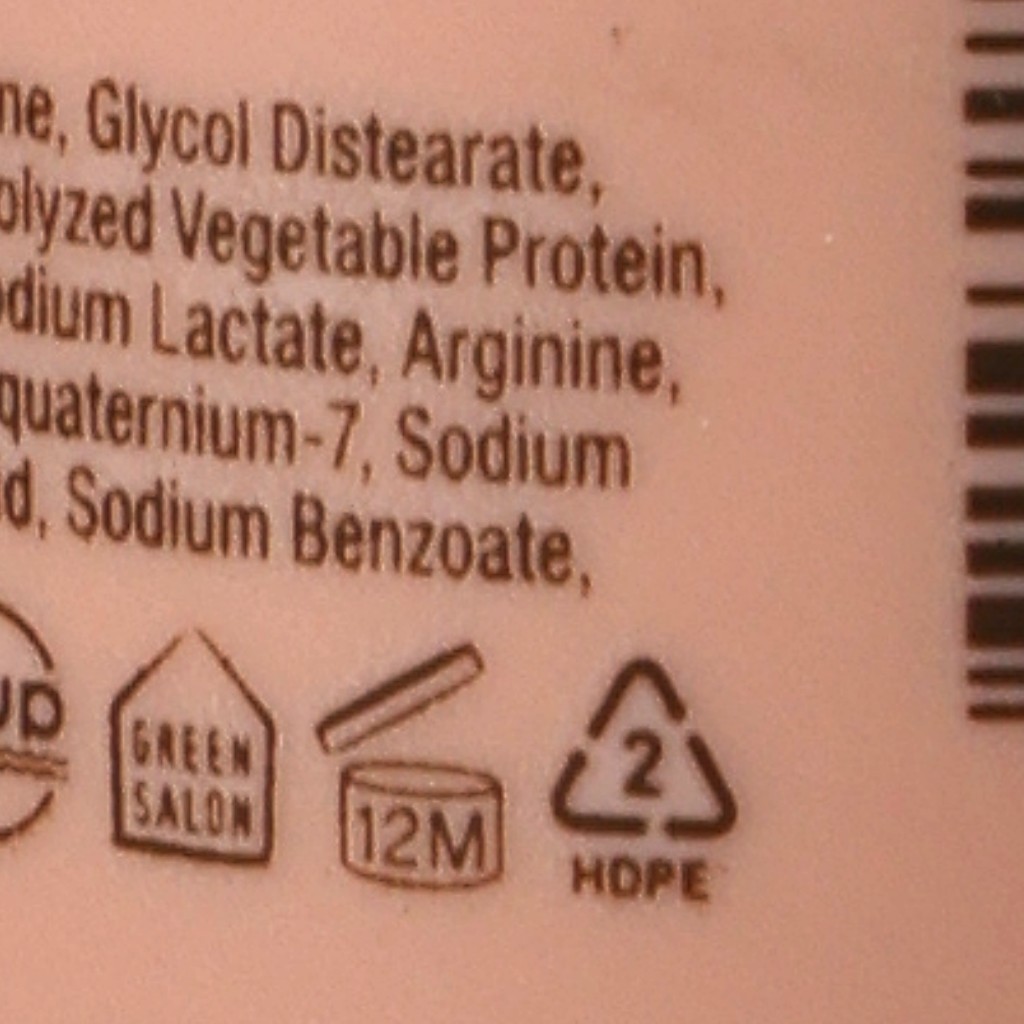 ne, Glycol Distearate,
olyzed Vegetable Protein,
odium Lactate, Arginine,
quaternium-7, Sodium
d, Sodium Benzoate,
UD
GREEN
SALON
12M
2
HDPE